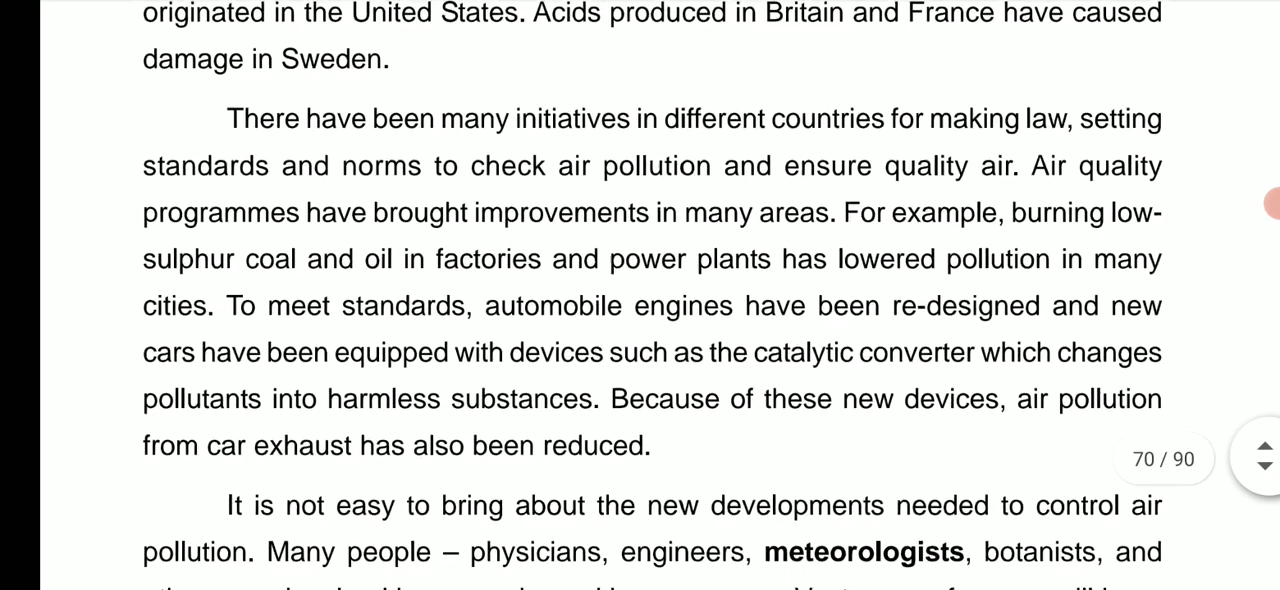 originated in the United States. Acids produced in Britain and France have caused
damage in Sweden.
There have been many initiatives in different countries for making law, setting
standards and norms to check air pollution and ensure quality air. Air quality
programmes have brought improvements in many areas. For example, burning low-
sulphur coal and oil in factories and power plants has lowered pollution in many
cities. To meet standards, automobile engines have been re-designed and new
cars have been equipped with devices such as the catalytic converter which changes
pollutants into harmless substances. Because of these new devices, air pollution
from car exhaust has also been reduced.
70 / 90
It is not easy to bring about the new developments needed to control air
pollution. Many people – physicians, engineers, meteorologists, botanists, and